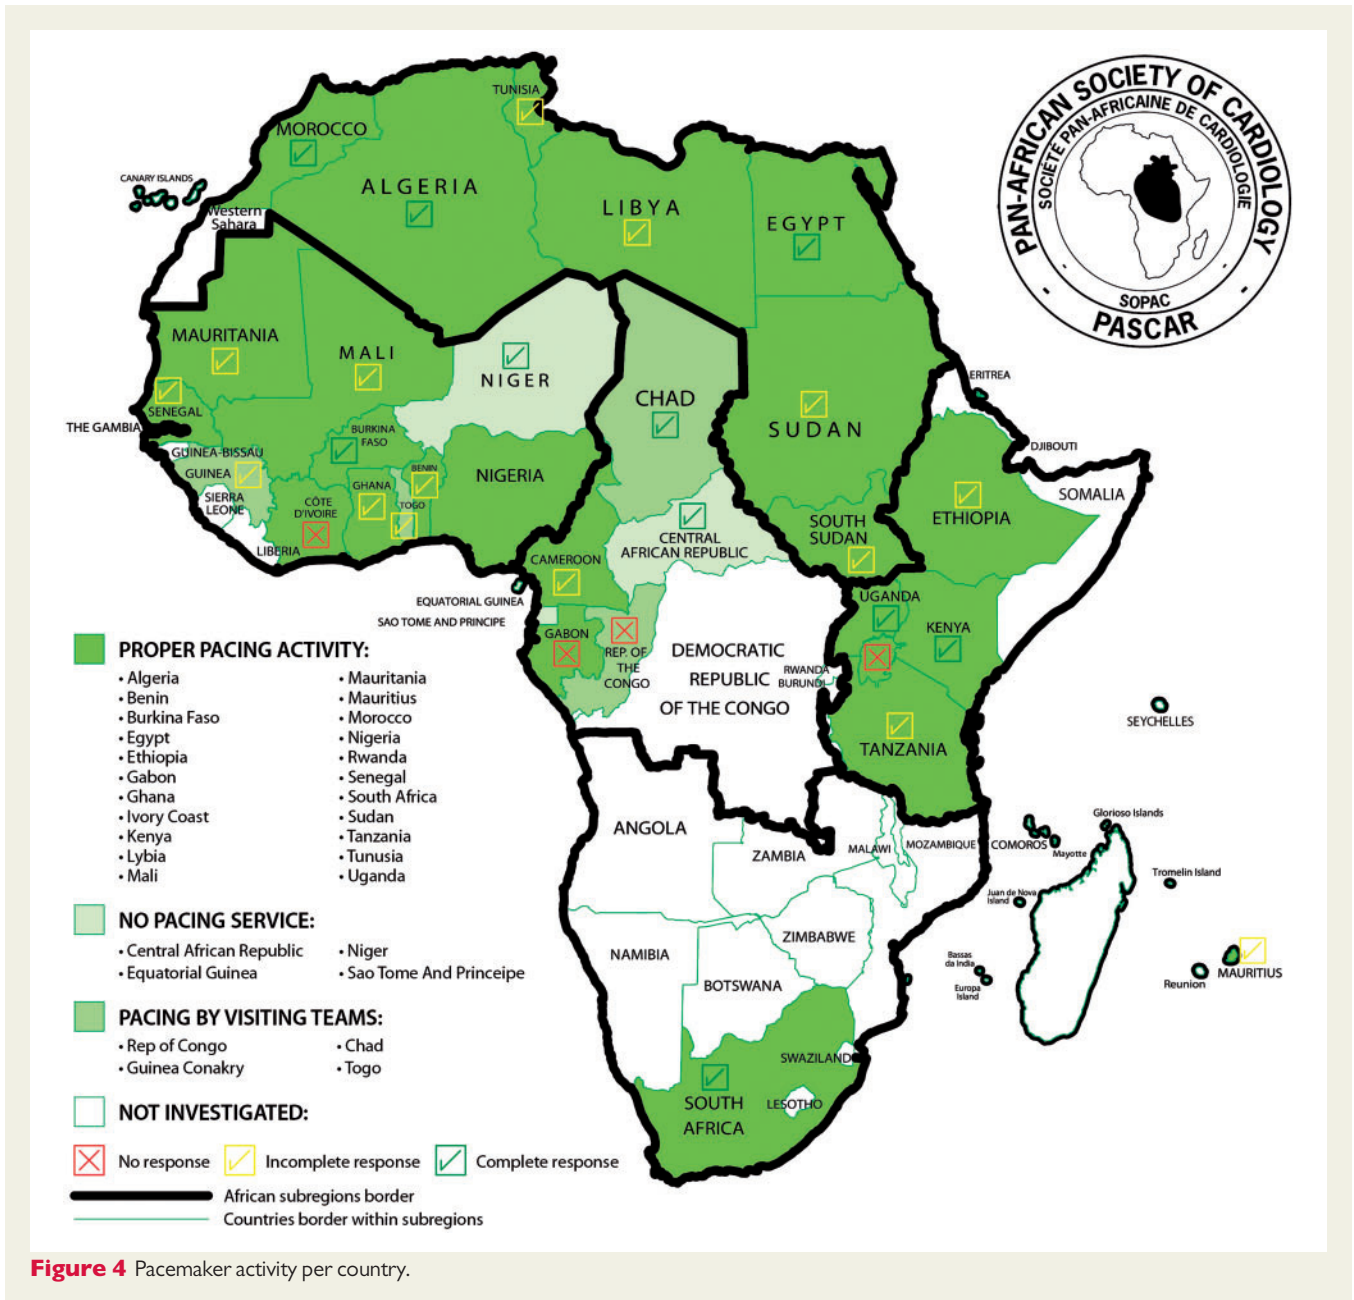 PAN-AFRICAN SOCIETY OF CARDIOLOGY
SOCIÉTÉ PAN-AFRICAINE DE CARDIOLOGIE
SOPAC
- PASCAR -
TUNISIA
MOROCCO
CANARY ISLANDS
ALGERIA
LIBYA
EGYPT
Western
Sahara
MAURITANIA
MALI
NIGER
CHAD
SUDAN
ERITREA
SENEGAL
THE GAMBIA
BURKINA
FASO
DJIBOUTI
GUINEA-BISSAU
GUINEA
BENIN
NIGERIA
GHANA
SOMALIA
SIERRA
LEONE
CÔTE
D'IVOIRE
TOGO
SOUTH
SUDAN
ETHIOPIA
LIBERIA
CENTRAL
AFRICAN REPUBLIC
CAMEROON
EQUATORIAL GUINEA
SAO TOME AND PRINCIPE
UGANDA
KENYA
GABON
REP. OF
THE
CONGO
DEMOCRATIC
REPUBLIC
OF THE CONGO
RWANDA
BURUNDI
SEYCHELLES
TANZANIA
ANGOLA
ZAMBIA
MALAWI
MOZAMBIQUE
COMOROS
Mayotte
Glorioso Islands
Tromelin Island
Juan de Nova
Island
NAMIBIA
ZIMBABWE
BOTSWANA
Bassas
da India
Europa
Island
Reunion
MAURITIUS
SWAZILAND
LESOTHO
SOUTH
AFRICA
PROPER PACING ACTIVITY:
• Algeria
• Benin
• Burkina Faso
• Egypt
• Ethiopia
• Gabon
• Ghana
• Ivory Coast
• Kenya
• Lybia
• Mali
• Mauritania
• Mauritius
• Morocco
• Nigeria
• Rwanda
• Senegal
• South Africa
• Sudan
• Tanzania
• Tunusia
• Uganda
NO PACING SERVICE:
• Central African Republic
• Equatorial Guinea
• Niger
• Sao Tome And Princeipe
PACING BY VISITING TEAMS:
• Rep of Congo
• Guinea Conakry
• Chad
• Togo
NOT INVESTIGATED:
No response
Incomplete response
Complete response
African subregions border
Countries border within subregions
Figure 4 Pacemaker activity per country.